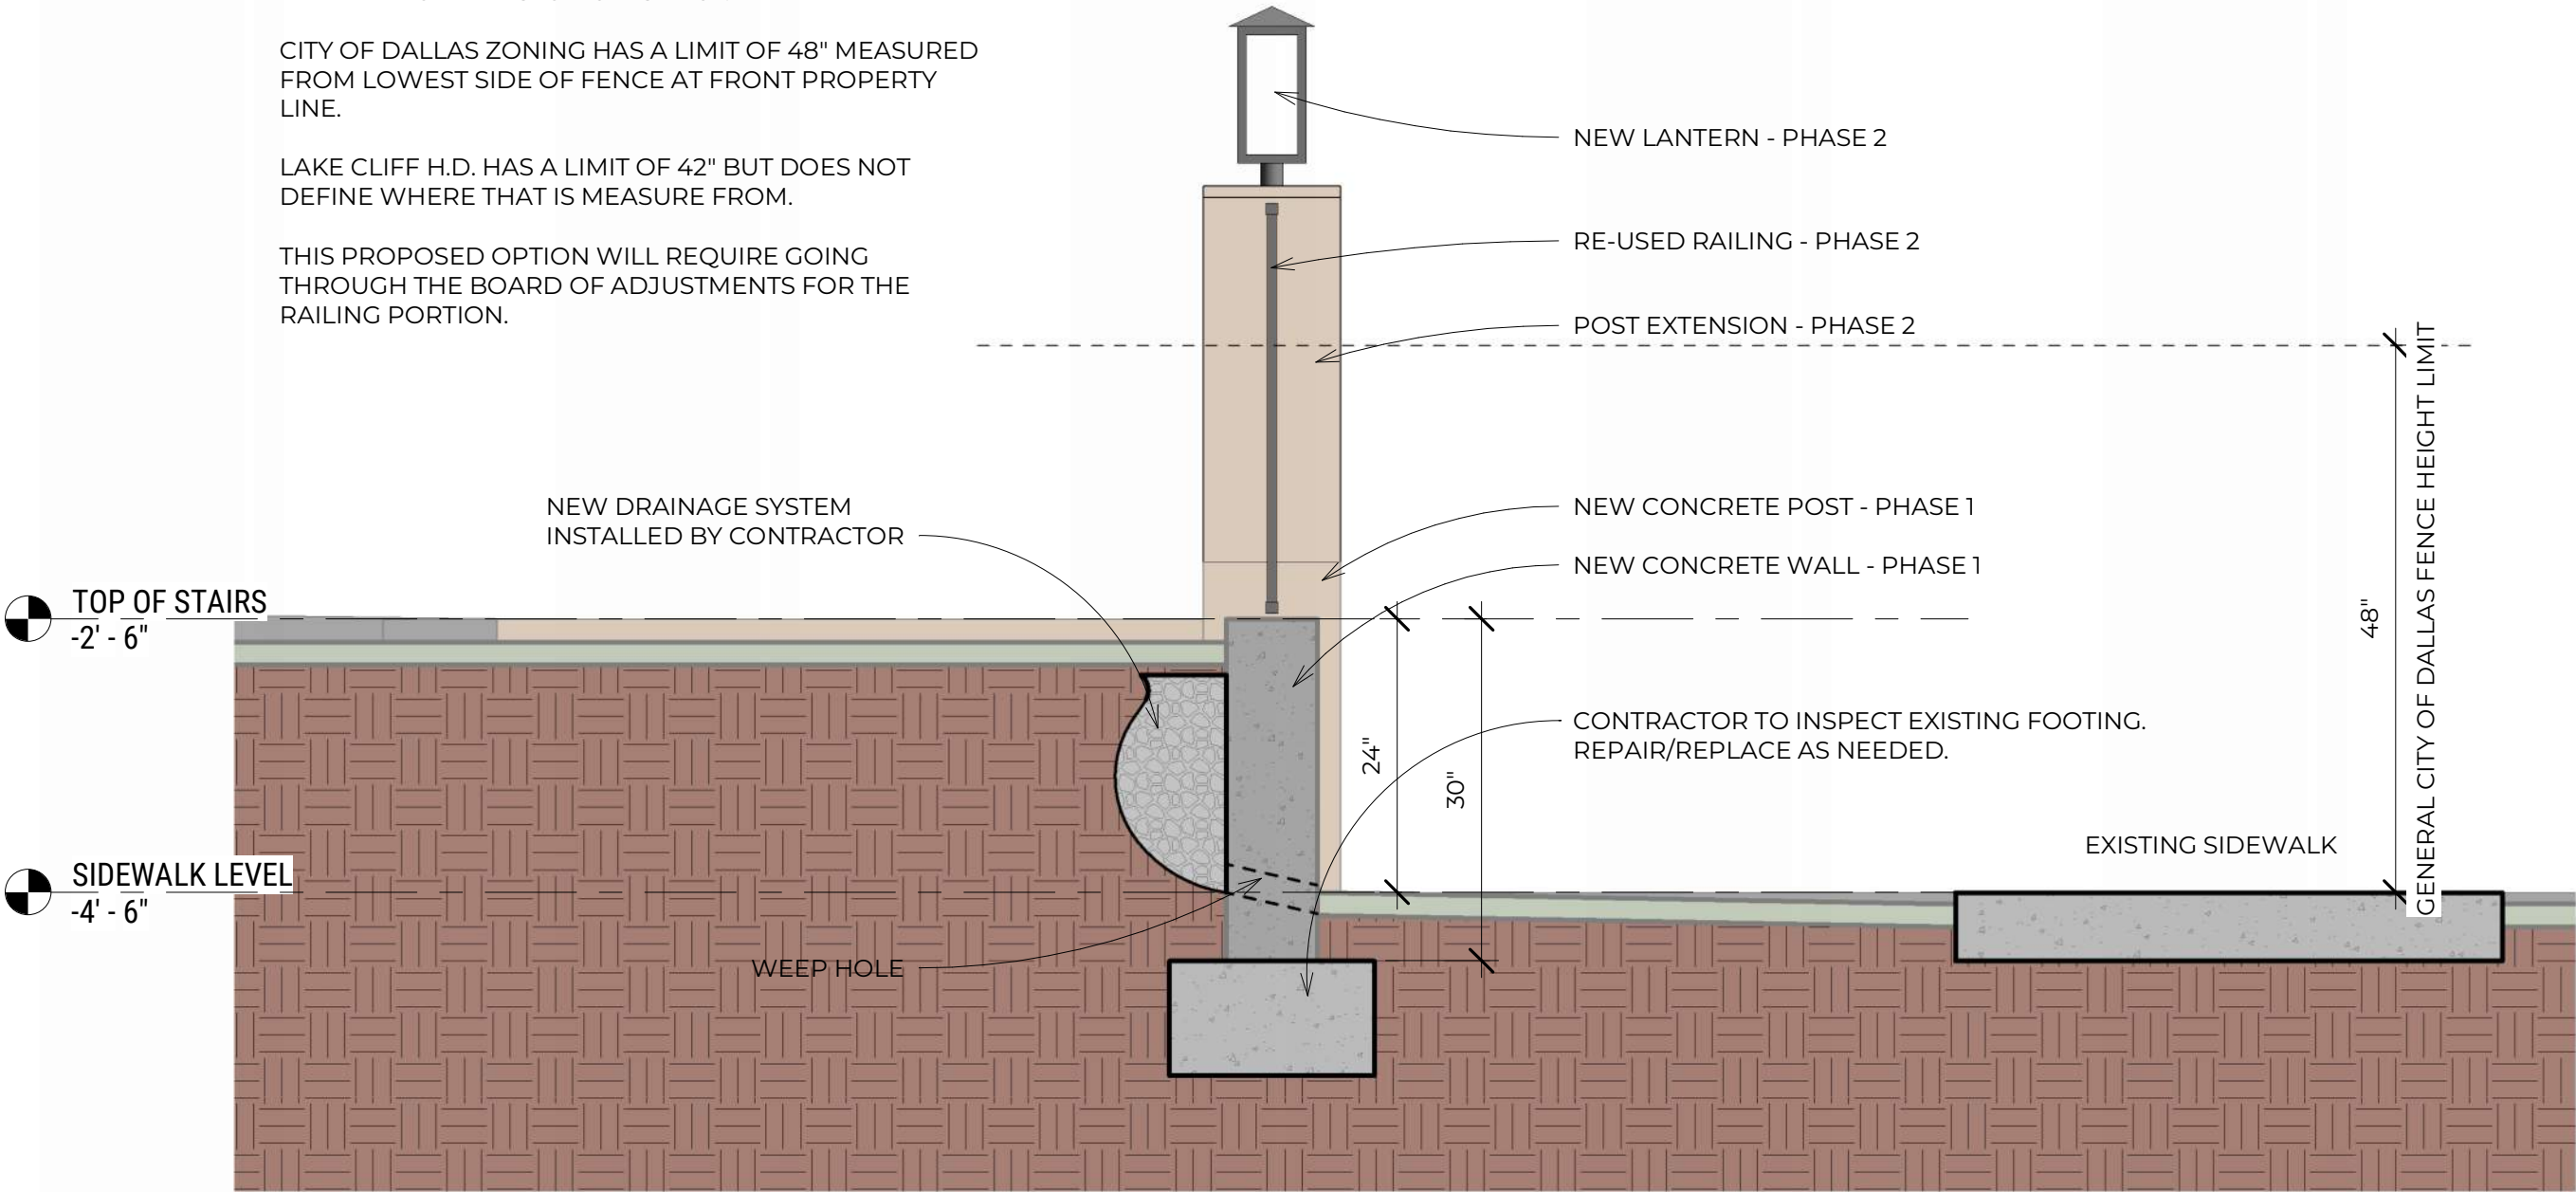 CITY OF DALLAS ZONING HAS A LIMIT OF 48" MEASURED
FROM LOWEST SIDE OF FENCE AT FRONT PROPERTY
LINE.
LAKE CLIFF H.D. HAS A LIMIT OF 42" BUT DOES NOT
DEFINE WHERE THAT IS MEASURE FROM.
THIS PROPOSED OPTION WILL REQUIRE GOING
THROUGH THE BOARD OF ADJUSTMENTS FOR THE
RAILING PORTION.
NEW LANTERN - PHASE 2
RE-USED RAILING - PHASE 2
POST EXTENSION - PHASE 2
NEW DRAINAGE SYSTEM
INSTALLED BY CONTRACTOR
NEW CONCRETE POST - PHASE 1
NEW CONCRETE WALL - PHASE 1
TOP OF STAIRS
-2' - 6"
CONTRACTOR TO INSPECT EXISTING FOOTING.
REPAIR/REPLACE AS NEEDED.
24"
30"
48"
GENERAL CITY OF DALLAS FENCE HEIGHT LIMIT
EXISTING SIDEWALK
SIDEWALK LEVEL
-4' - 6"
WEEP HOLE